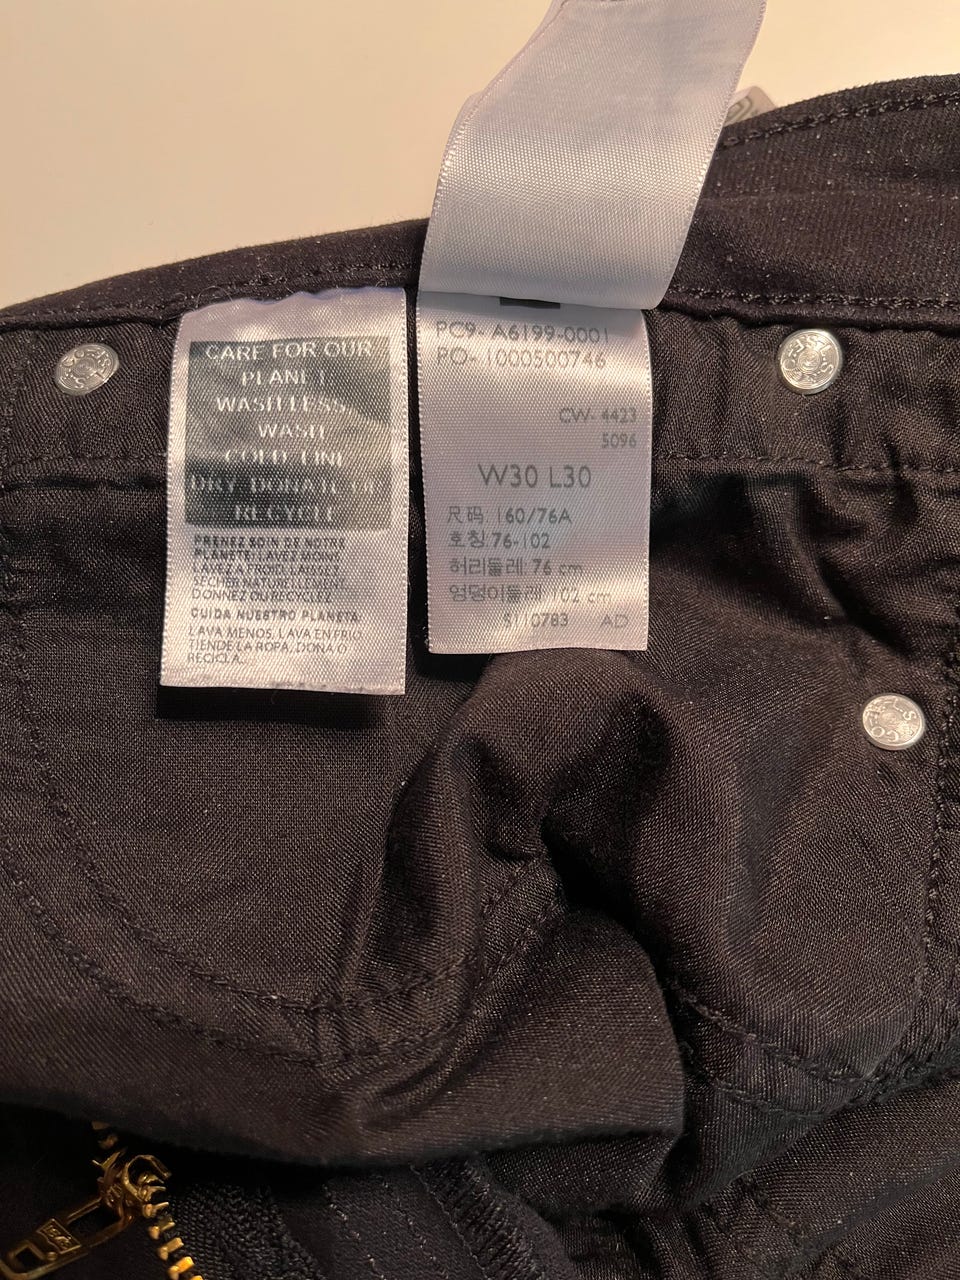 CARE FOR OUR
PLANET
WASH LESS,
WASH
COLD, LINE
DRY, DONATE OR
RECYCLE
PRENEZ SOIN DE NOTRE
PLANÈTE! LAVEZ MOINS
LAVEZ À FROID, LAISSEZ
SÉCHER NATURELLEMENT,
DONNEZ OU RECYCLEZ.
CUIDA NUESTRO PLANETA
LAVA MENOS, LAVA EN FRÍO,
TIENDE LA ROPA, DONA O
RECICLA.
PC9- A6199-0001
PO- 1000500746
CW- 4423
5096
W30 L30
尺码: 160/76A
호칭:76-102
허리둘레: 76 cm
엉덩이둘레:102 cm
S110783 AD